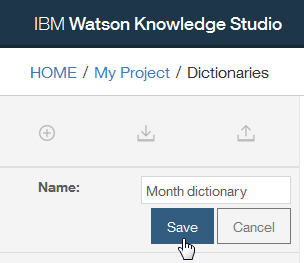 IBM Watson Knowledge Studio
HOME / My Project / Dictionaries
Name: Month dictionary
Save Cancel